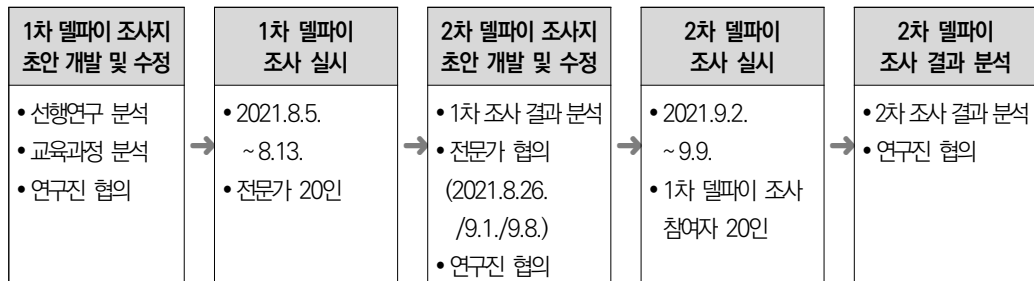 1차 델파이 조사지
초안 개발 및 수정
• 선행연구 분석
• 교육과정 분석
• 연구진 협의
➜
1차 델파이
조사 실시
• 2021.8.5.
~8.13.
• 전문가 20인
➜
2차 델파이 조사지
초안 개발 및 수정
• 1차 조사 결과 분석
• 전문가 협의
(2021.8.26.
/9.1./9.8.)
• 연구진 협의
➜
2차 델파이
조사 실시
• 2021.9.2.
~9.9.
• 1차 델파이 조사
참여자 20인
➜
2차 델파이
조사 결과 분석
• 2차 조사 결과 분석
• 연구진 협의